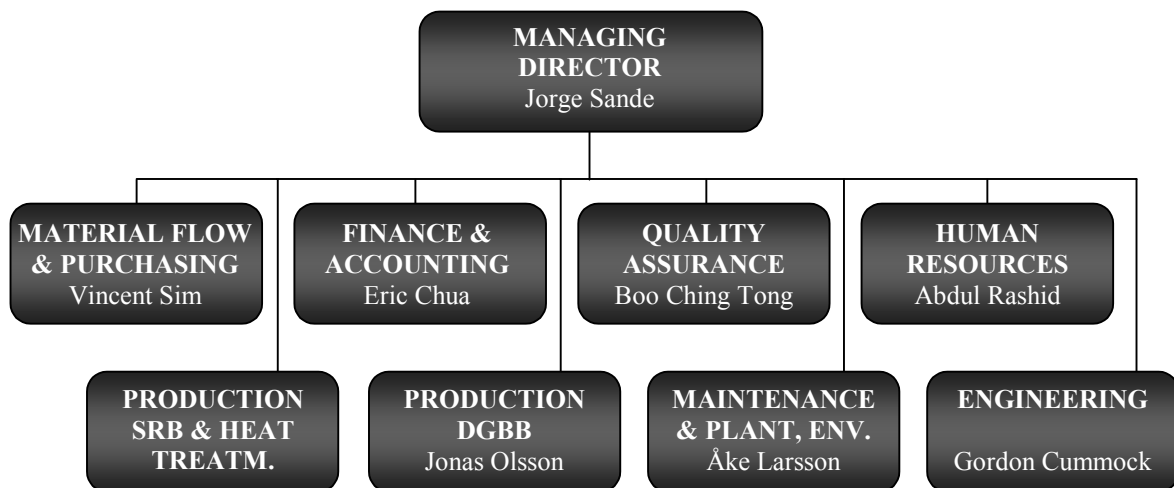 MANAGING
DIRECTOR
Jorge Sande
MATERIAL FLOW
& PURCHASING
Vincent Sim
FINANCE &
ACCOUNTING
Eric Chua
QUALITY
ASSURANCE
Boo Ching Tong
HUMAN
RESOURCES
Abdul Rashid
PRODUCTION
SRB & HEAT
TREATM.
PRODUCTION
DGBB
Jonas Olsson
MAINTENANCE
& PLANT, ENV.
Åke Larsson
ENGINEERING
Gordon Cummock